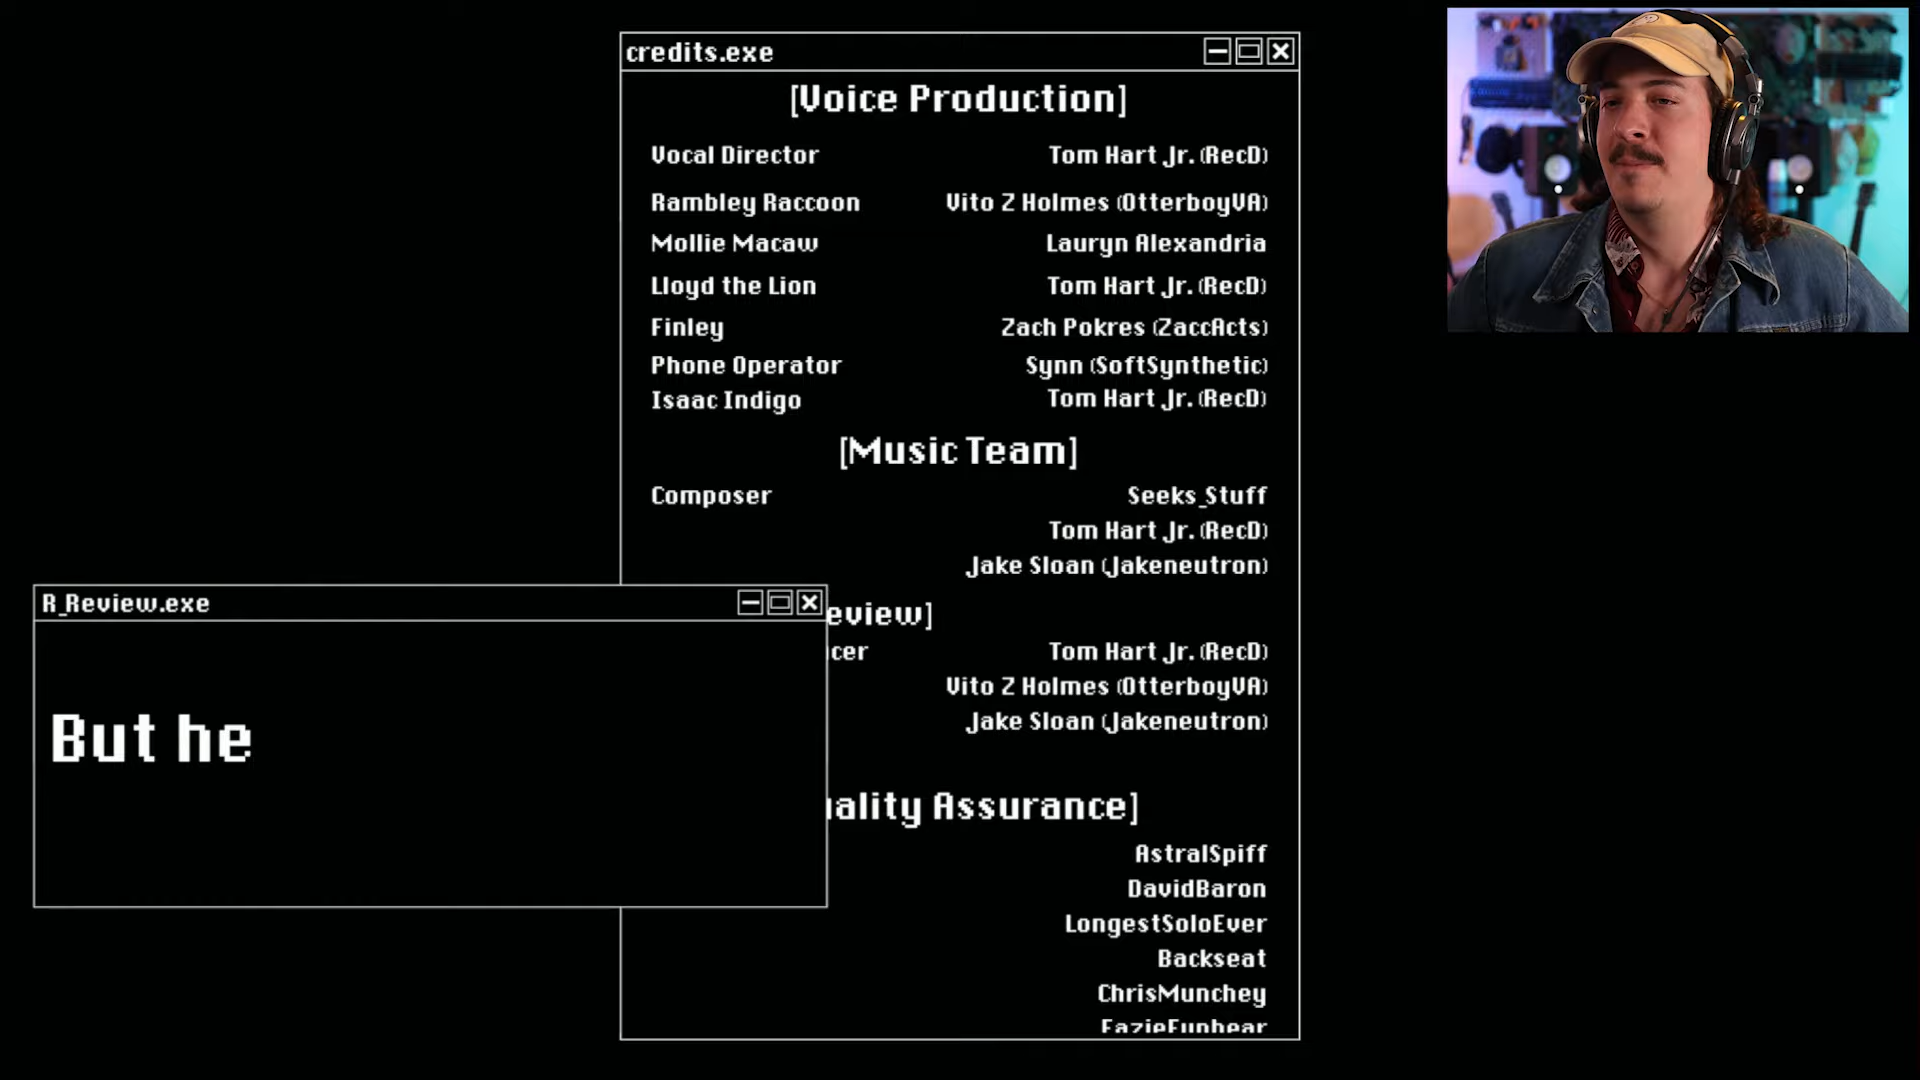 credits.exe
[Voice Production]
Vocal Director Tom Hart Jr. (RecD)
Rambley Raccoon Vito Z Holmes (OtterboyVA)
Mollie Macaw Lauryn Alexandria
Lloyd the Lion Tom Hart Jr. (RecD)
Finley Zach Pokres (ZaccActs)
Phone Operator Synn (SoftSynthetic)
Isaac Indigo Tom Hart Jr. (RecD)
[Music Team]
Composer Seeks_Stuff
Tom Hart Jr. (RecD)
Jake Sloan (Jakeneutron)
eview]
cer Tom Hart Jr. (RecD)
Vito Z Holmes (OtterboyVA)
Jake Sloan (Jakeneutron)
R_Review.exe
But he
uality Assurance]
AstralSpiff
DavidBaron
LongestSoloEver
Backseat
ChrisMunchey